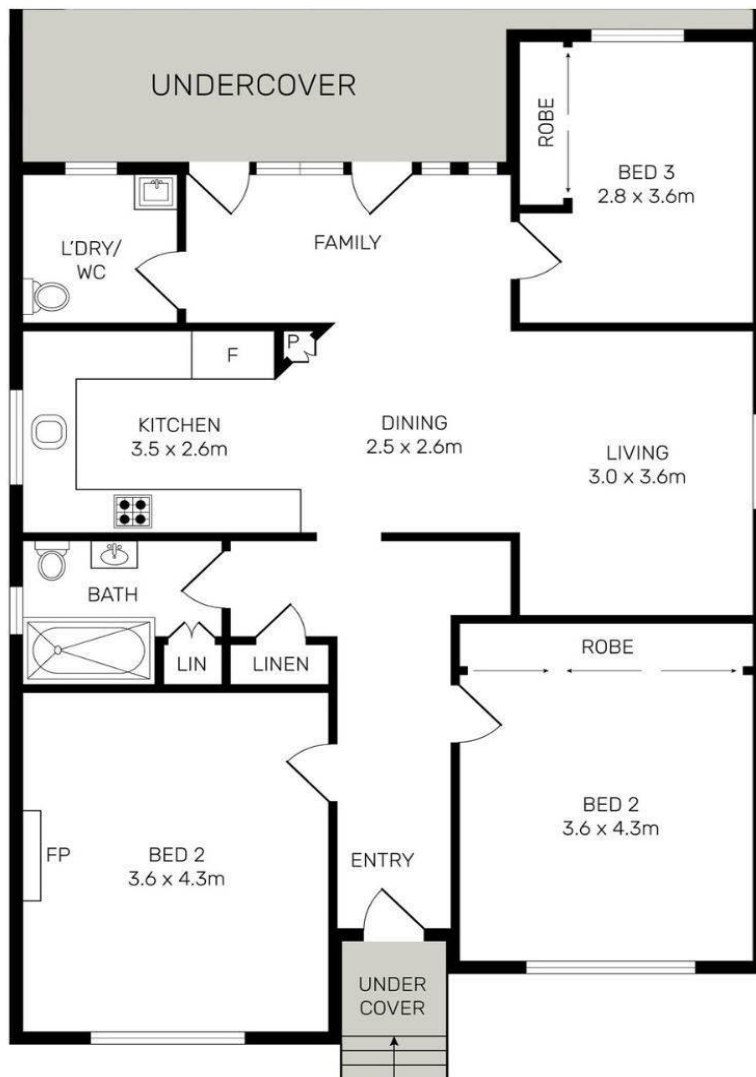 UNDERCOVER
ROBE
BED 3
2.8 x 3.6m
L'DRY/
WC
FAMILY
F
P
KITCHEN
3.5 x 2.6m
DINING
2.5 x 2.6m
LIVING
3.0 x 3.6m
BATH
LIN
LINEN
ROBE
BED 2
3.6 x 4.3m
FP
BED 2
3.6 x 4.3m
ENTRY
UNDER
COVER